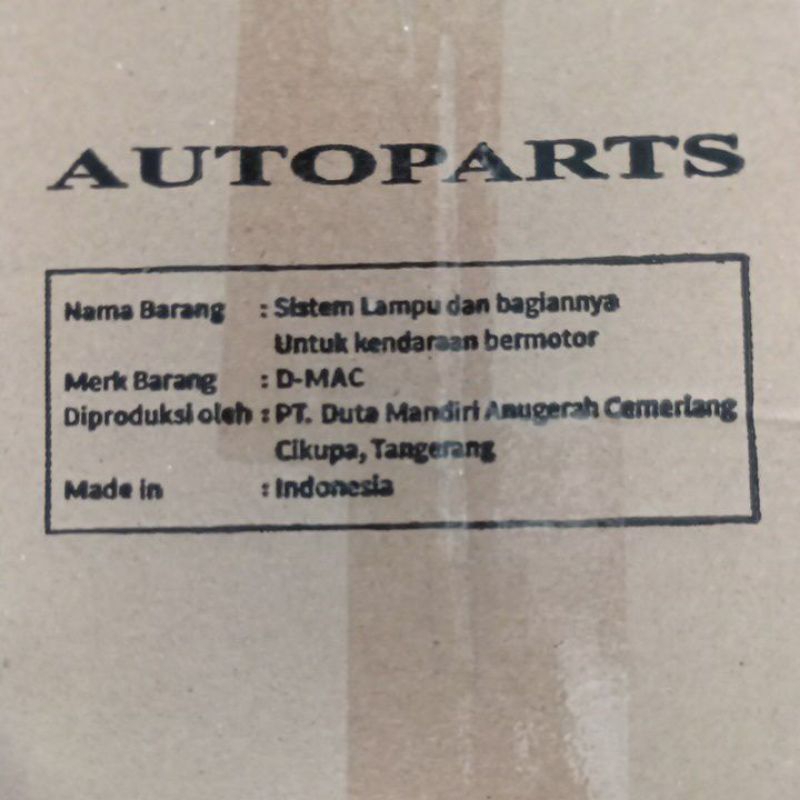 AUTOPARTS
Nama Barang : Sistem Lampu dan bagiannya
Untuk kendaraan bermotor
Merk Barang : D-MAC
Diproduksi oleh : PT. Duta Mandiri Anugerah Cemerlang
Cikupa, Tangerang
Made in : Indonesia